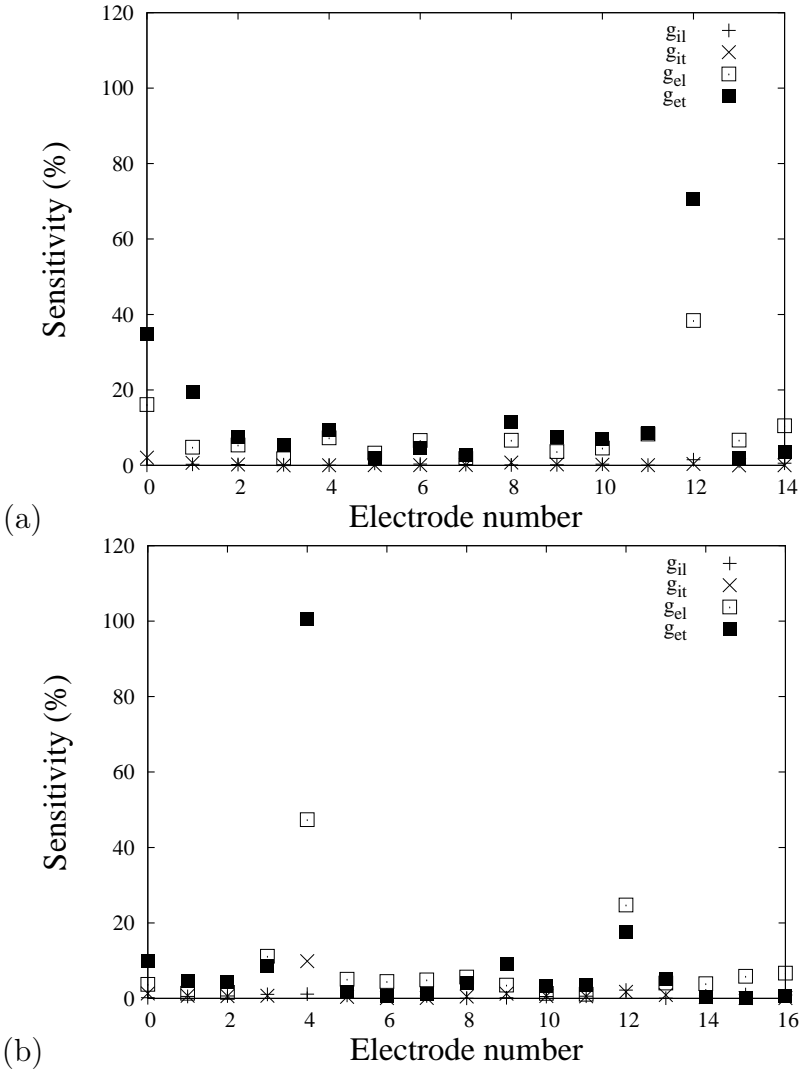 120
100
80
60
40
20
0
Sensitivity (%)
g_il
g_it
g_el
g_et
0 2 4 6 8 10 12 14
Electrode number
(a)
120
100
80
60
40
20
0
Sensitivity (%)
g_il
g_it
g_el
g_et
0 2 4 6 8 10 12 14 16
Electrode number
(b)